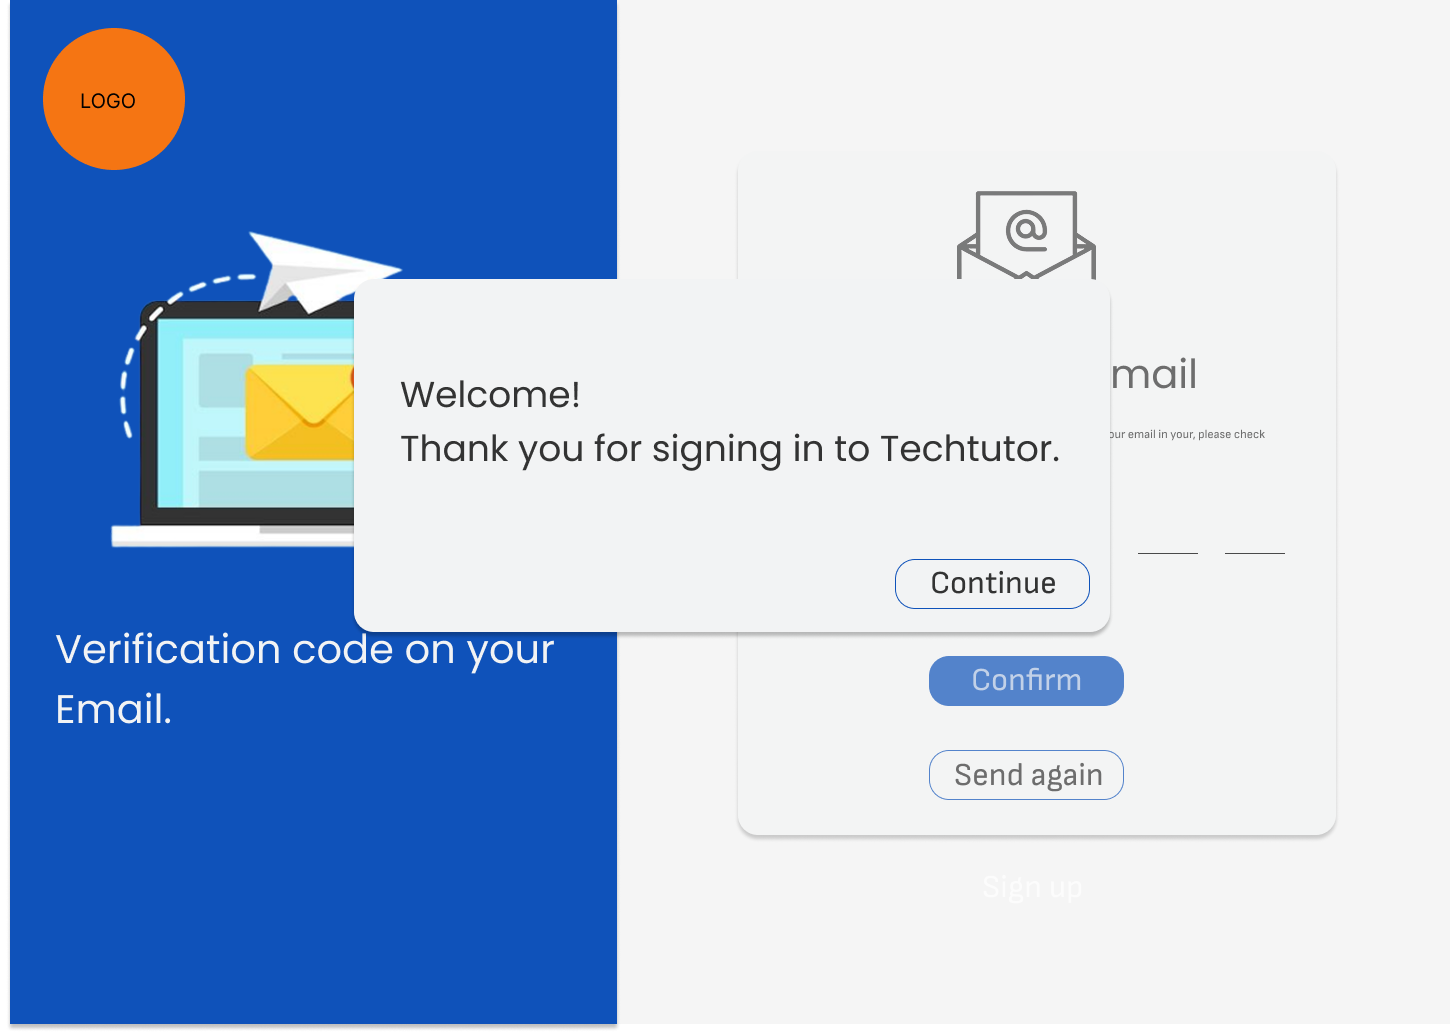 LOGO
Verification code on your
Email.
Welcome!
Thank you for signing in to Techtutor.
Continue
mail
our email in your, please check
Confirm
Send again
Sign up